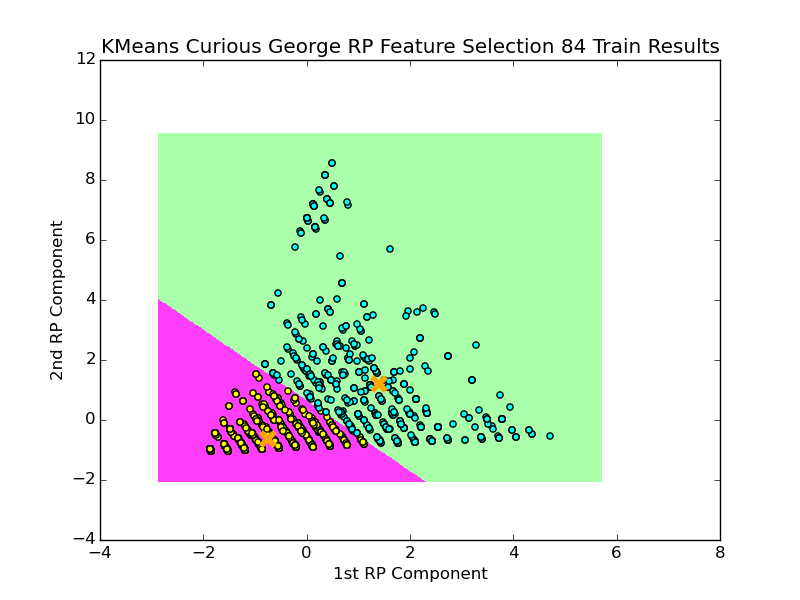 KMeans Curious George RP Feature Selection 84 Train Results
12
10
8
6
4
2
0
−2
−4
2nd RP Component
−4 −2 0 2 4 6 8
1st RP Component